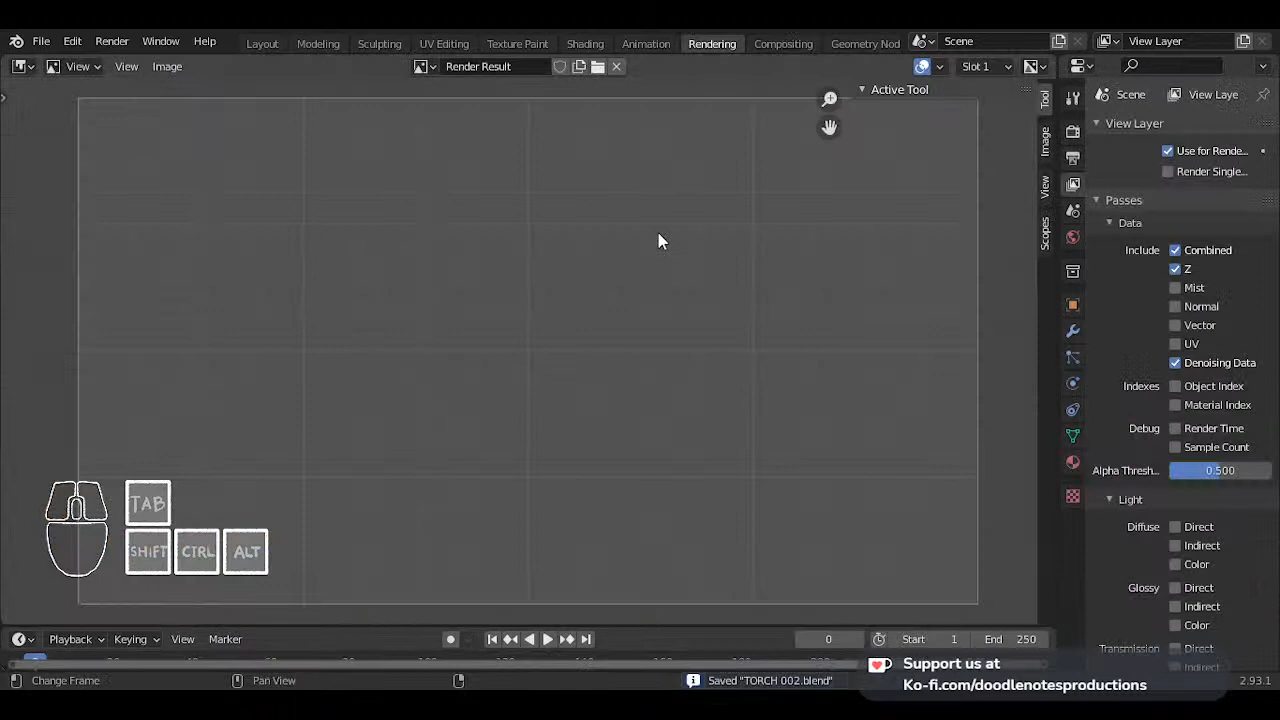 File Edit Render Window Help Layout Modeling Sculpting UV Editing Texture Paint Shading Animation Rendering Compositing Geometry Nod Scene View Layer
View View Image Render Result Slot 1
Active Tool
Tool
Image
View
Scopes
Scene View Laye
View Layer
Use for Rende...
Render Single...
Passes
Data
Include Combined
Z
Mist
Normal
Vector
UV
Denoising Data
Indexes Object Index
Material Index
Debug Render Time
Sample Count
Alpha Thresh... 0.500
Light
Diffuse Direct
Indirect
Color
Glossy Direct
Indirect
Color
Transmission Direct
Indirect
TAB
SHIFT CTRL ALT
Playback Keying View Marker 0 Start 1 End 250
Support us at
Ko-fi.com/doodlenotesproductions
Change Frame Pan View Saved "TORCH 002.blend" 2.93.1